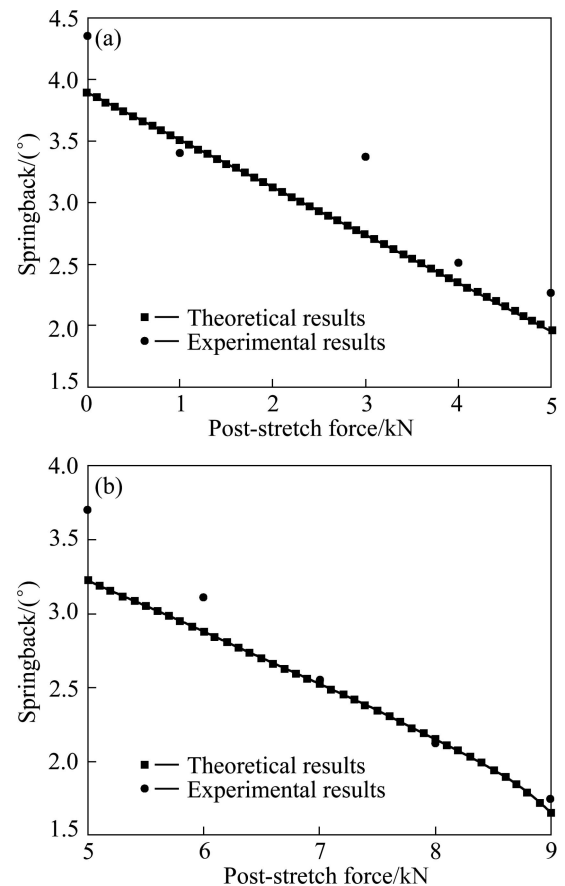 (a)
4.5
4.0
3.5
3.0
2.5
2.0
1.5
Springback/(°)
Theoretical results
Experimental results
0 1 2 3 4 5
Post-stretch force/kN
(b)
4.0
3.5
3.0
2.5
2.0
1.5
Springback/(°)
Theoretical results
Experimental results
5 6 7 8 9
Post-stretch force/kN